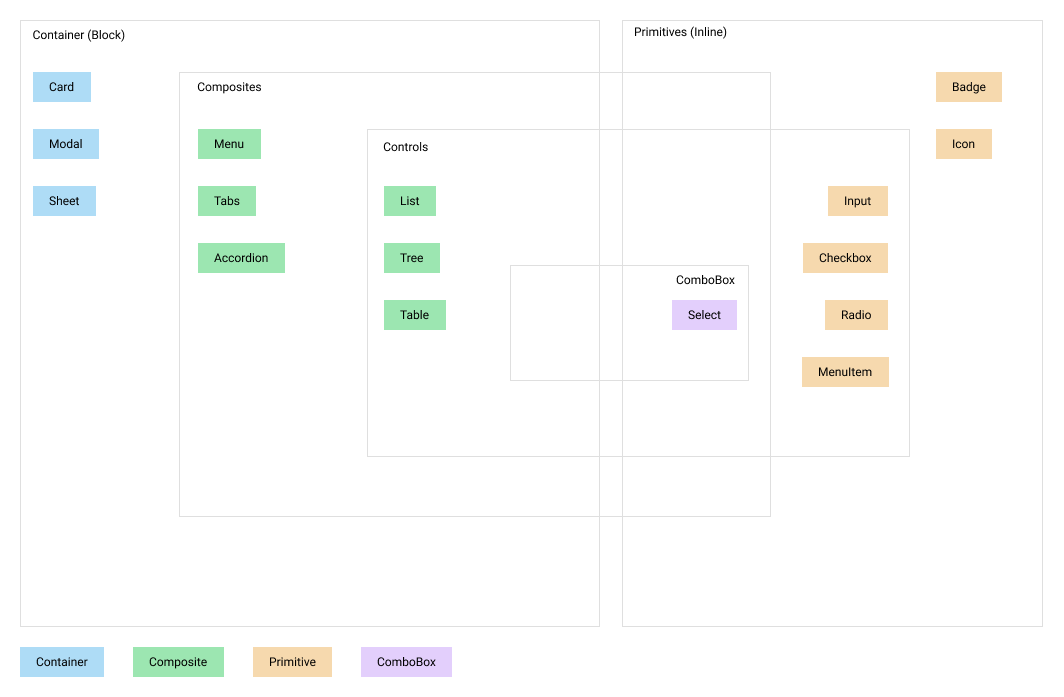 Container (Block)
Primitives (Inline)
Card
Composites
Badge
Modal
Menu
Controls
Icon
Sheet
Tabs
List
Input
Accordion
Tree
Checkbox
ComboBox
Table
Select
Radio
MenuItem
Container
Composite
Primitive
ComboBox